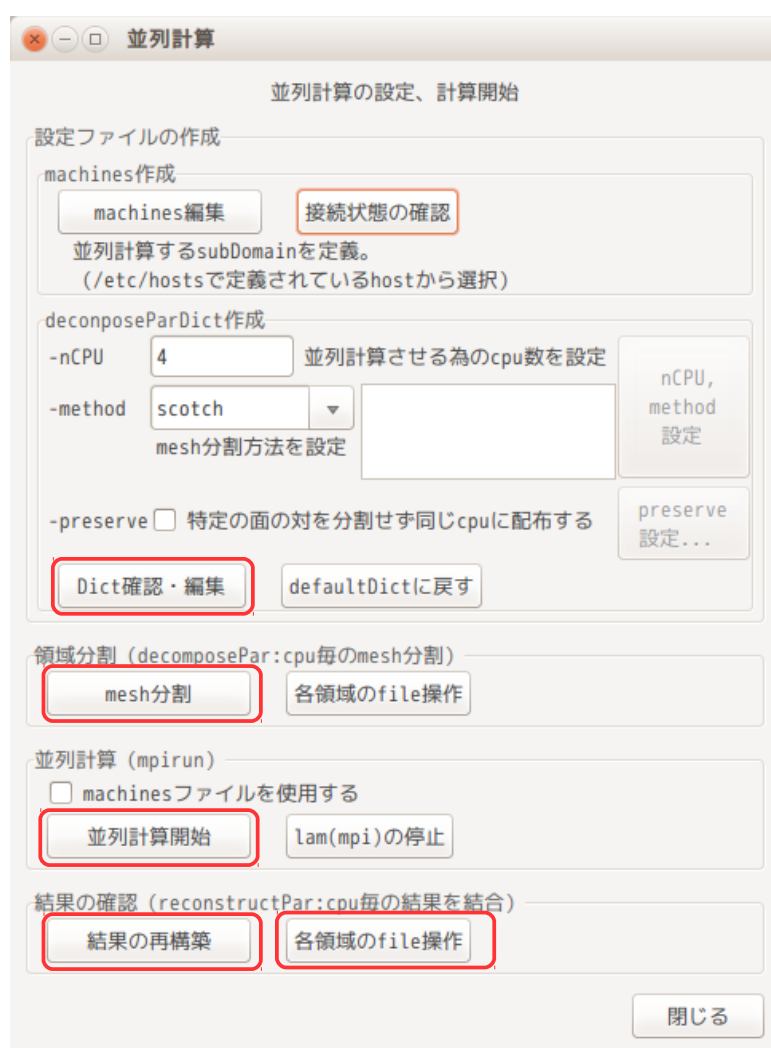 並列計算
並列計算の設定、計算開始
設定ファイルの作成
machines作成
machines編集 接続状態の確認
並列計算するsubDomainを定義。
(/etc/hostsで定義されているhostから選択)
deconposeParDict作成
-nCPU 4 並列計算させる為のcpu数を設定
nCPU,
method
設定
-method scotch
mesh分割方法を設定
-preserve 特定の面の対を分割せず同じcpuに配布する
preserve
設定...
Dict確認・編集 defaultDictに戻す
領域分割 (decomposePar:cpu毎のmesh分割)
mesh分割 各領域のfile操作
並列計算 (mpirun)
machinesファイルを使用する
並列計算開始 lam(mpi)の停止
結果の確認 (reconstructPar:cpu毎の結果を結合)
結果の再構築 各領域のfile操作
閉じる